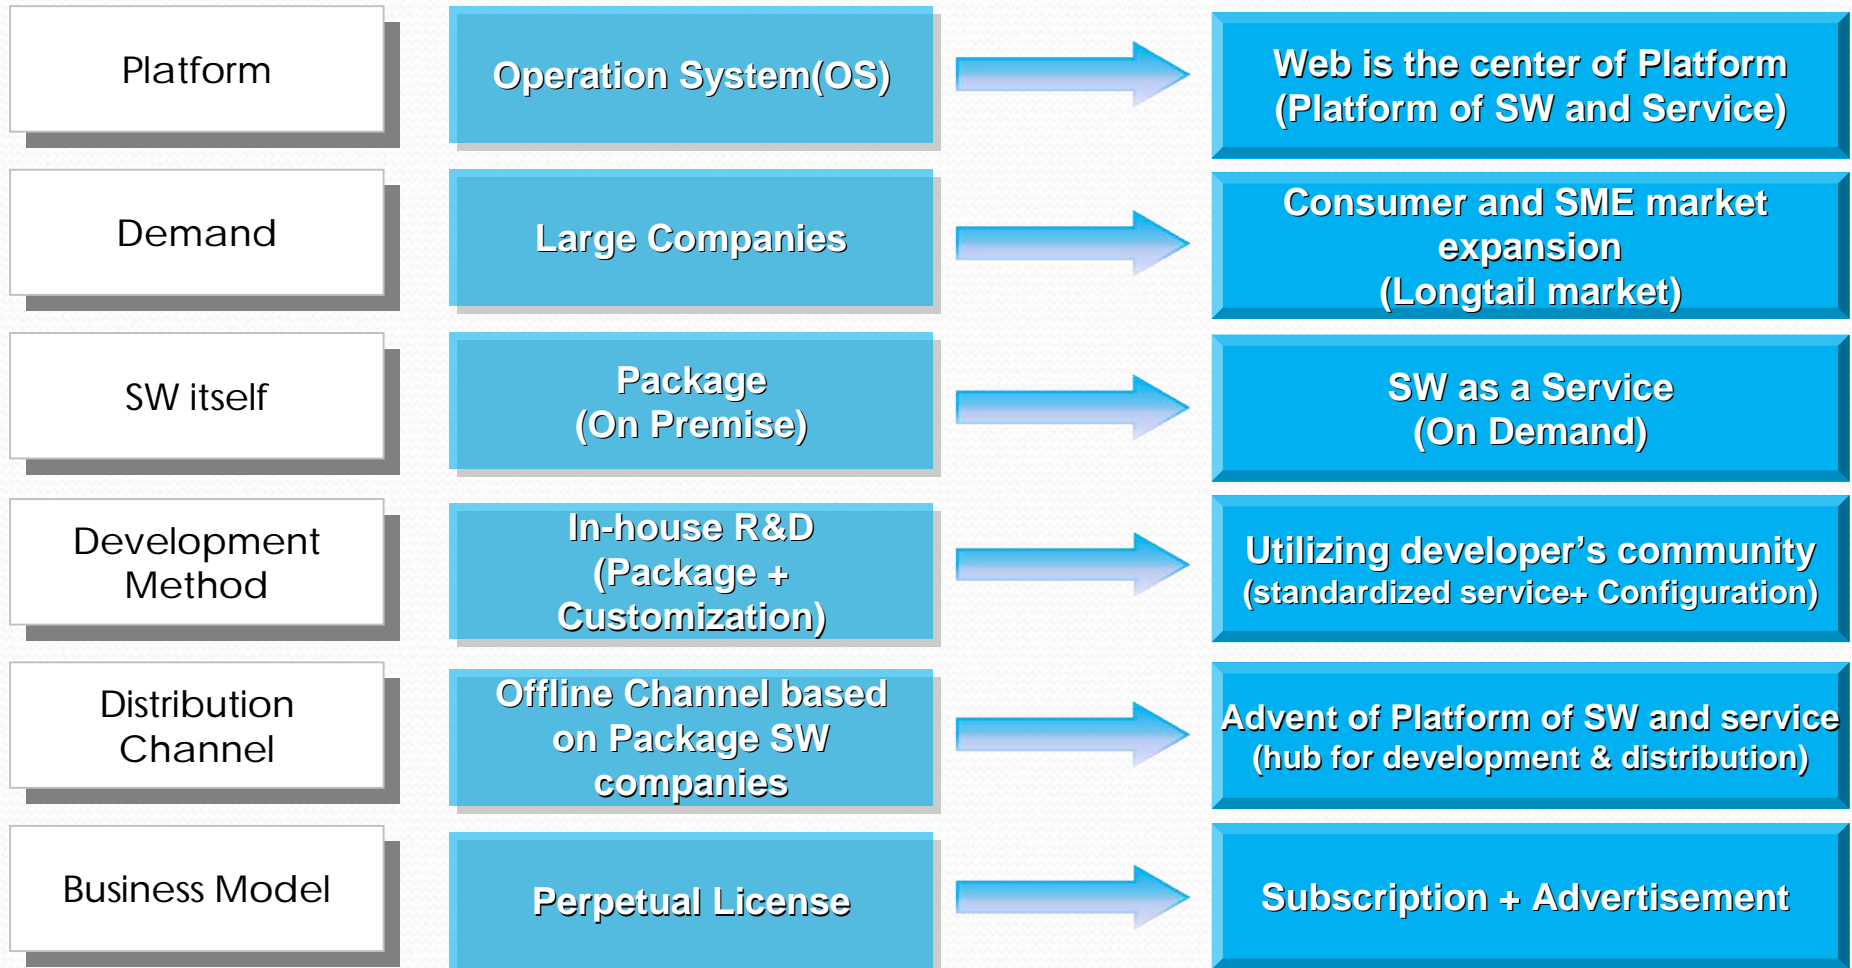 Platform
Operation System(OS)
Web is the center of Platform
(Platform of SW and Service)
Demand
Large Companies
Consumer and SME market
expansion
(Longtail market)
SW itself
Package
(On Premise)
SW as a Service
(On Demand)
Development
Method
In-house R&D
(Package +
Customization)
Utilizing developer’s community
(standardized service+ Configuration)
Distribution
Channel
Offline Channel based
on Package SW
companies
Advent of Platform of SW and service
(hub for development & distribution)
Business Model
Perpetual License
Subscription + Advertisement